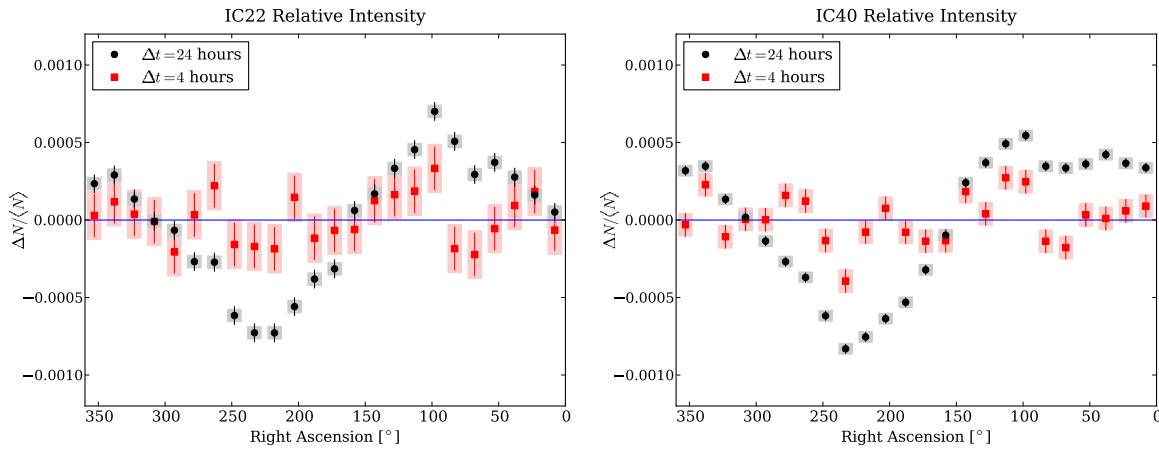 IC22 Relative Intensity
Δt = 24 hours
Δt = 4 hours
0.0010
0.0005
0.0000
−0.0005
−0.0010
ΔN/⟨N⟩
350 300 250 200 150 100 50 0
Right Ascension [°]
IC40 Relative Intensity
Δt = 24 hours
Δt = 4 hours
0.0010
0.0005
0.0000
−0.0005
−0.0010
ΔN/⟨N⟩
350 300 250 200 150 100 50 0
Right Ascension [°]